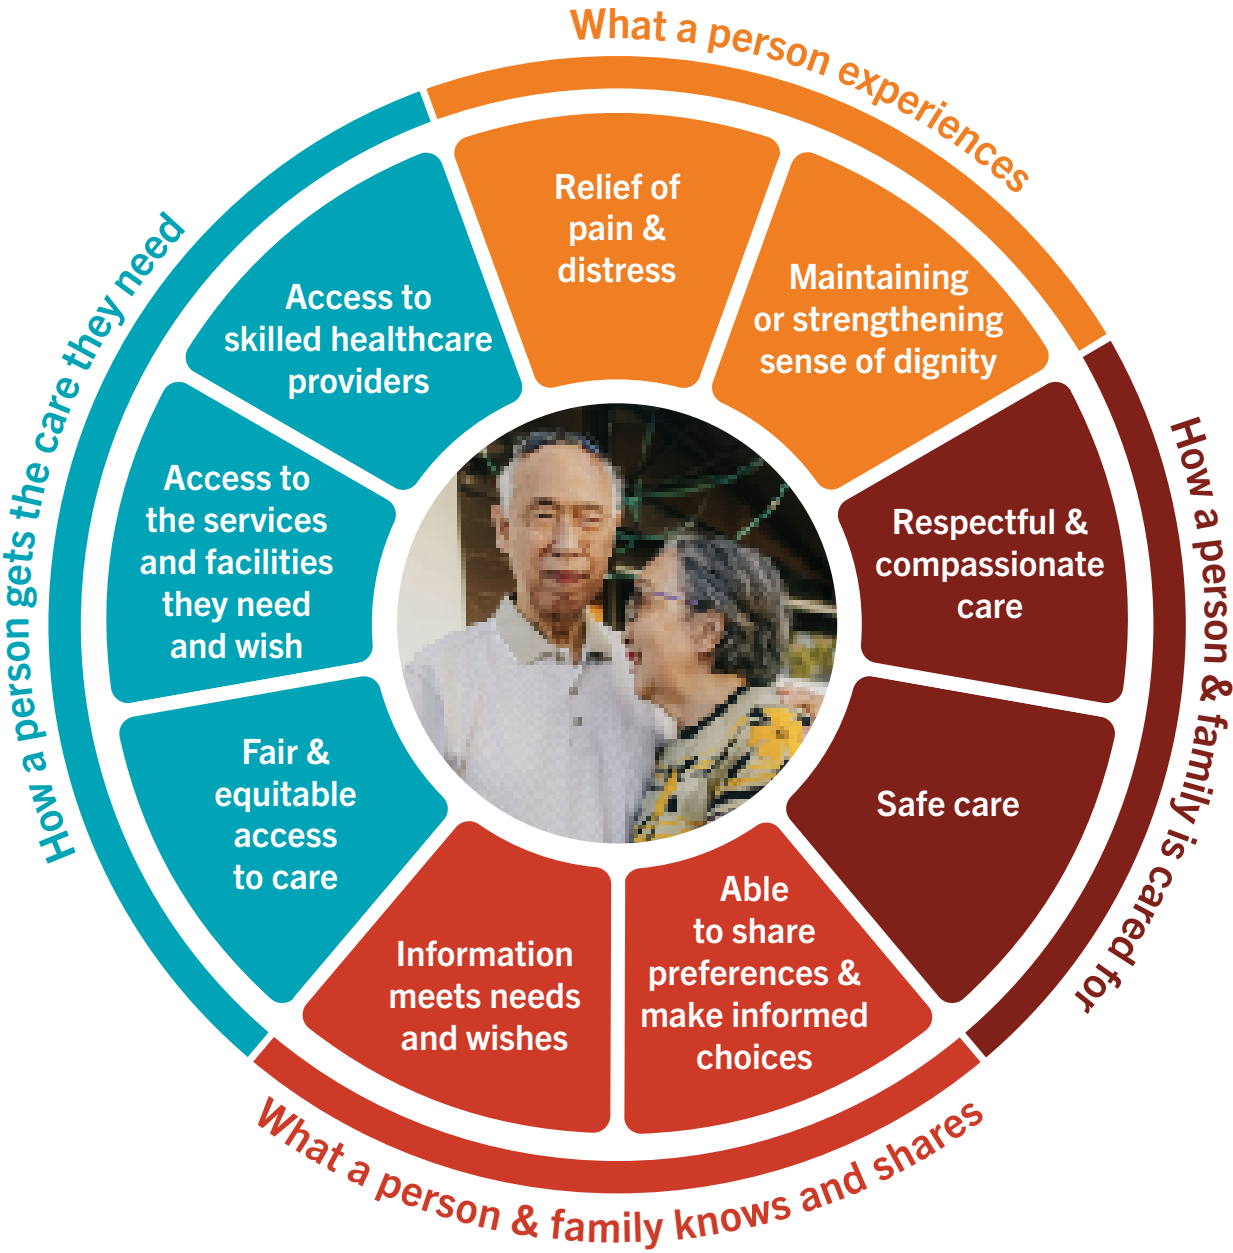 What a person experiences
Relief of
pain &
distress
Maintaining
or strengthening
sense of dignity
How a person & family is cared for
Respectful &
compassionate
care
Safe care
What a person & family knows and shares
Able
to share
preferences &
make informed
choices
Information
meets needs
and wishes
How a person gets the care they need
Fair &
equitable
access
to care
Access to
the services
and facilities
they need
and wish
Access to
skilled healthcare
providers